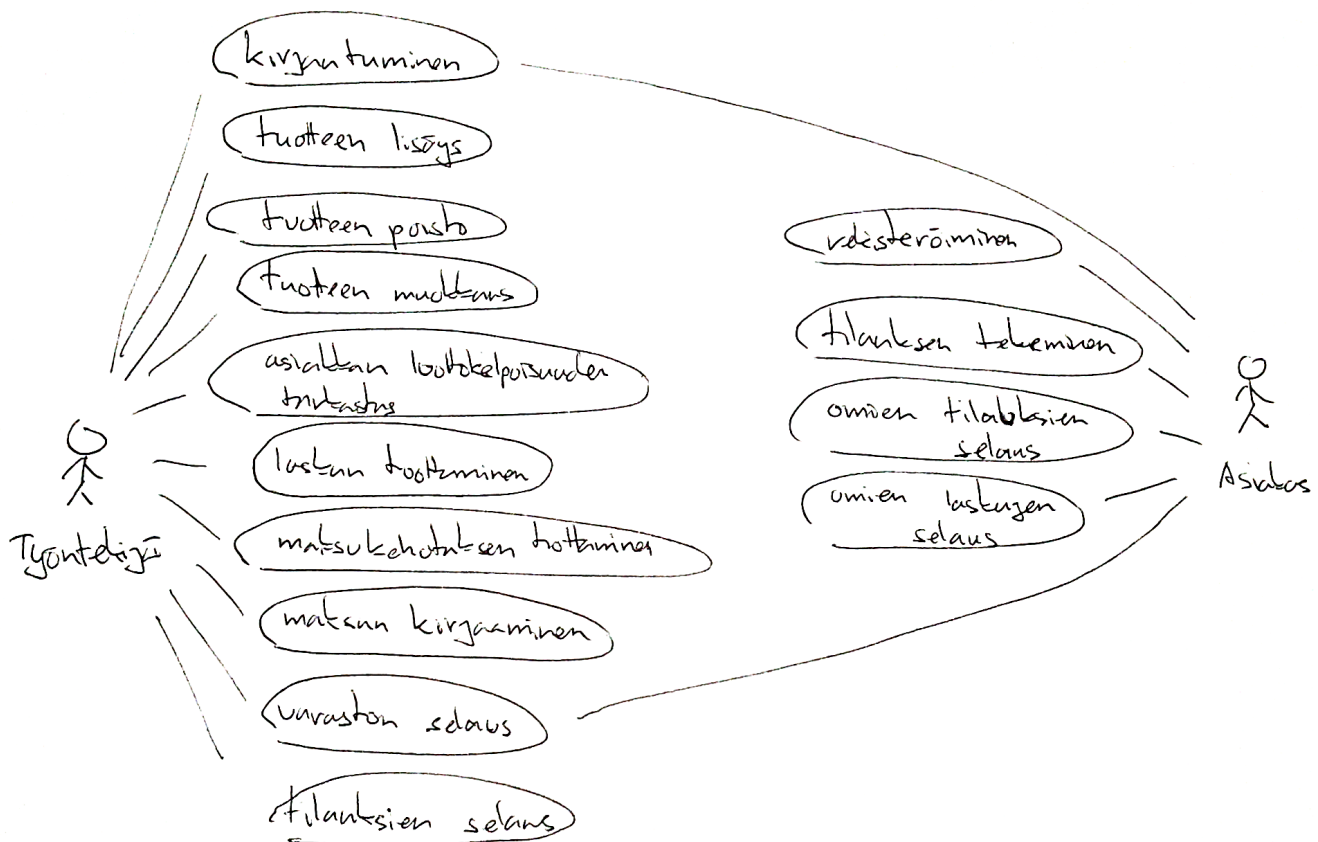 kirjautuminen
tuotteen lisäys
tuotteen poisto
tuotteen muokkaus
asiakkaan luottokelpoisuuden
tarkastus
laskun tuottaminen
maksukehotuksen tuottaminen
maksun kirjaaminen
varaston selaus
tilauksien selaus
Työntekijä
rekisteröiminen
tilauksen tekeminen
omien tilauksien
selaus
omien laskujen
selaus
Asiakas